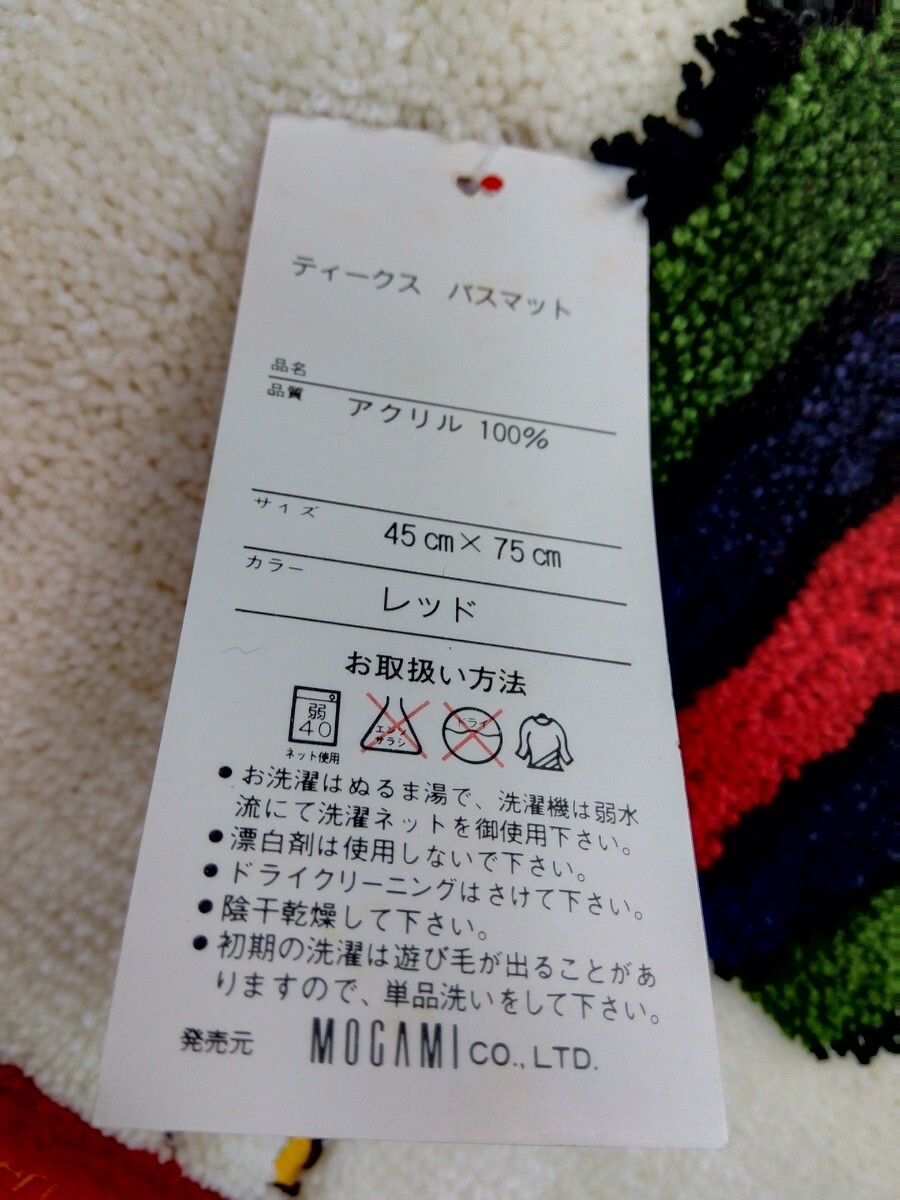 ティークス バスマット
品名
品質 アクリル 100%
サイズ 45cm×75cm
カラー レッド
お取扱い方法
弱 40 エンソサラシ ドライ
ネット使用
●お洗濯はぬるま湯で、洗濯機は弱水
流にて洗濯ネットを御使用下さい。
●漂白剤は使用しないで下さい。
●ドライクリーニングはさけて下さい。
●陰干乾燥して下さい。
●初期の洗濯は遊び毛が出ることがあ
りますので、単品洗いをして下さい。
発売元 MOGAMI CO., LTD.